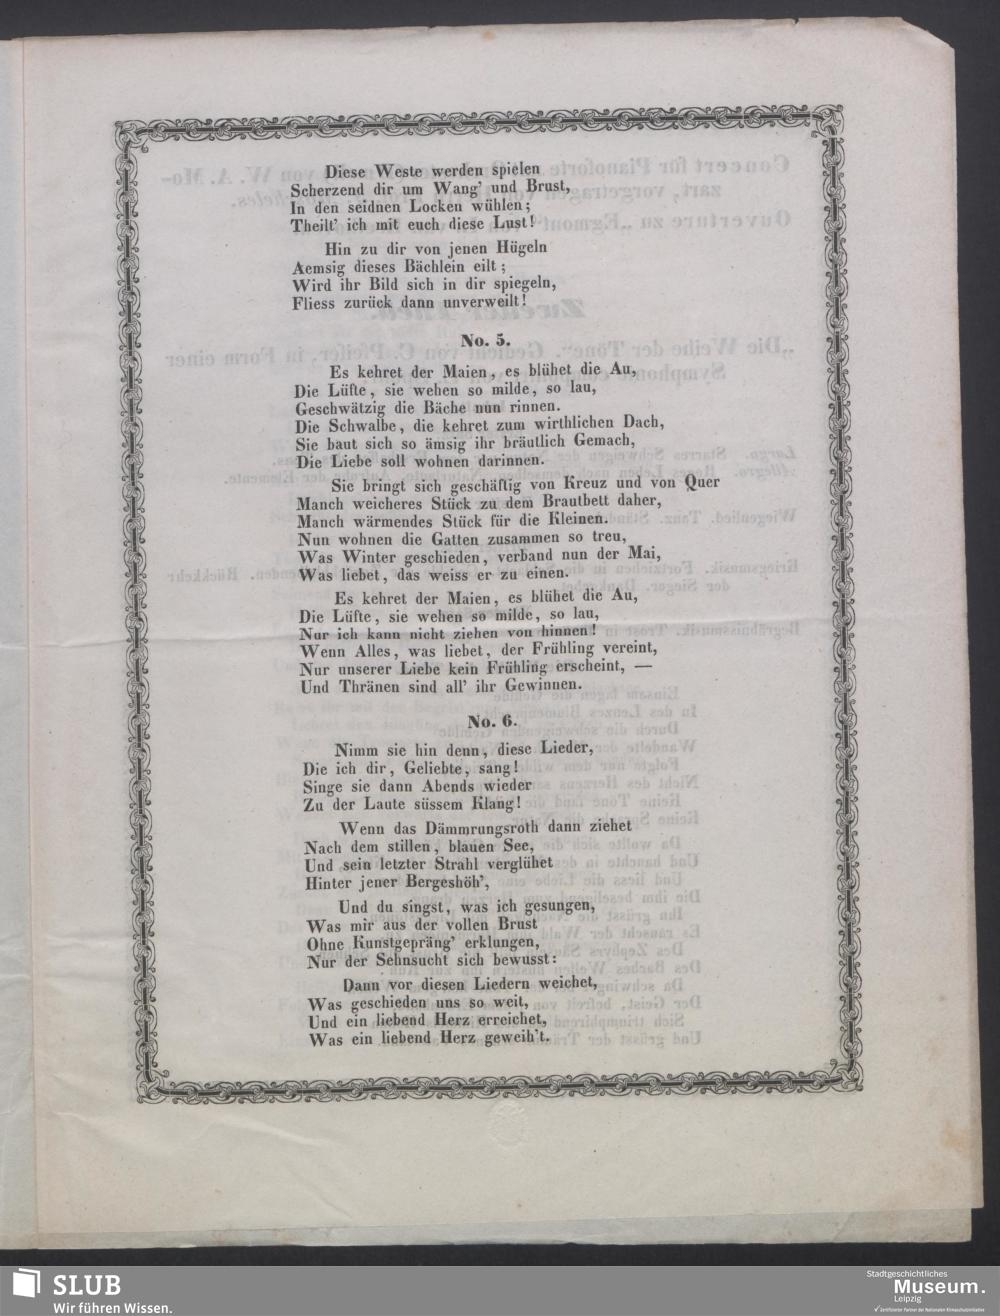 Diese Weste werden spielen
Scherzend dir um Wang' und Brust,
In den seidnen Locken wühlen;
Theilt' ich mit euch diese Lust!
Hin zu dir von jenen Hügeln
Aemsig dieses Bächlein eilt;
Wird ihr Bild sich in dir spiegeln,
Fliess zurück dann unverweilt!
No. 5.
Es kehret der Maien, es blühet die Au,
Die Lüfte, sie wehen so milde, so lau,
Geschwätzig die Bäche nun rinnen.
Die Schwalbe, die kehret zum wirthlichen Dach,
Sie baut sich so ämsig ihr bräutlich Gemach,
Die Liebe soll wohnen darinnen.
Sie bringt sich geschäftig von Kreuz und von Quer
Manch weicheres Stück zu dem Brautbett daher,
Manch wärmendes Stück für die Kleinen.
Nun wohnen die Gatten zusammen so treu,
Was Winter geschieden, verband nun der Mai,
Was liebet, das weiss er zu einen.
Es kehret der Maien, es blühet die Au,
Die Lüfte, sie wehen so milde, so lau,
Nur ich kann nicht ziehen von hinnen!
Wenn Alles, was liebet, der Frühling vereint,
Nur unserer Liebe kein Frühling erscheint, —
Und Thränen sind all' ihr Gewinnen.
No. 6.
Nimm sie hin denn, diese Lieder,
Die ich dir, Geliebte, sang!
Singe sie dann Abends wieder
Zu der Laute süssem Klang!
Wenn das Dämmrungsroth dann ziehet
Nach dem stillen, blauen See,
Und sein letzter Strahl verglühet
Hinter jener Bergeshöh',
Und du singst, was ich gesungen,
Was mir aus der vollen Brust
Ohne Kunstgepräng' erklungen,
Nur der Sehnsucht sich bewusst:
Dann vor diesen Liedern weichet,
Was geschieden uns so weit,
Und ein liebend Herz erreichet,
Was ein liebend Herz geweih't.
SLUB
Wir führen Wissen.
Stadtgeschichtliches
Museum.
Leipzig
Zertifizierter Partner der Nationalen Klimaschutzinitiative